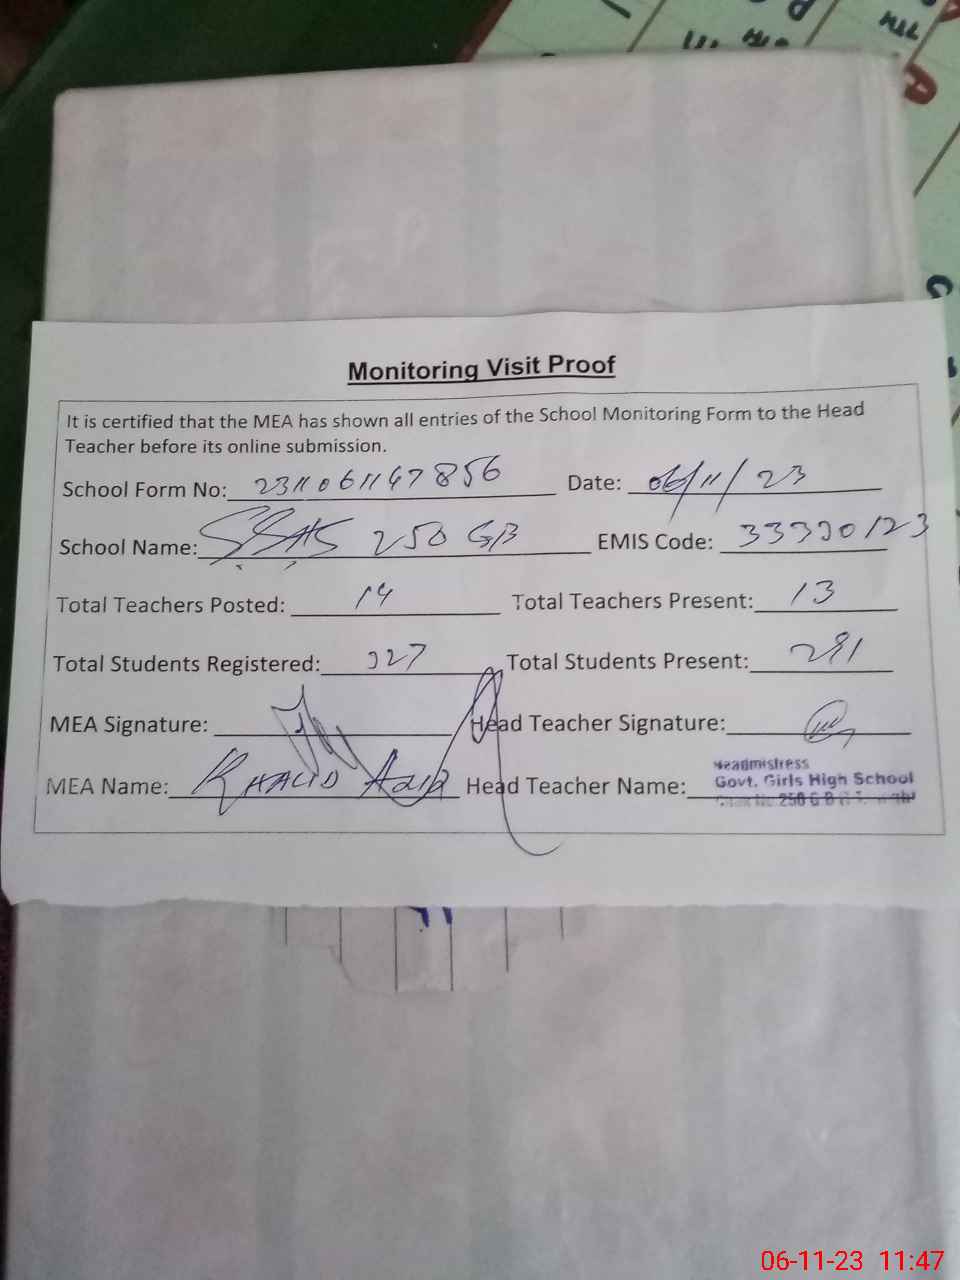 Monitoring Visit Proof
It is certified that the MEA has shown all entries of the School Monitoring Form to the Head
Teacher before its online submission.
School Form No: 2311061147856 Date: 06/11/23
School Name: GGHS 250 GB EMIS Code: 33330123
Total Teachers Posted: 14 Total Teachers Present: 13
Total Students Registered: 327 Total Students Present: 291
MEA Signature: Head Teacher Signature:
MEA Name: KHALID Head Teacher Name:
Headmistress
Govt. Girls High School
250 G B
06-11-23 11:47